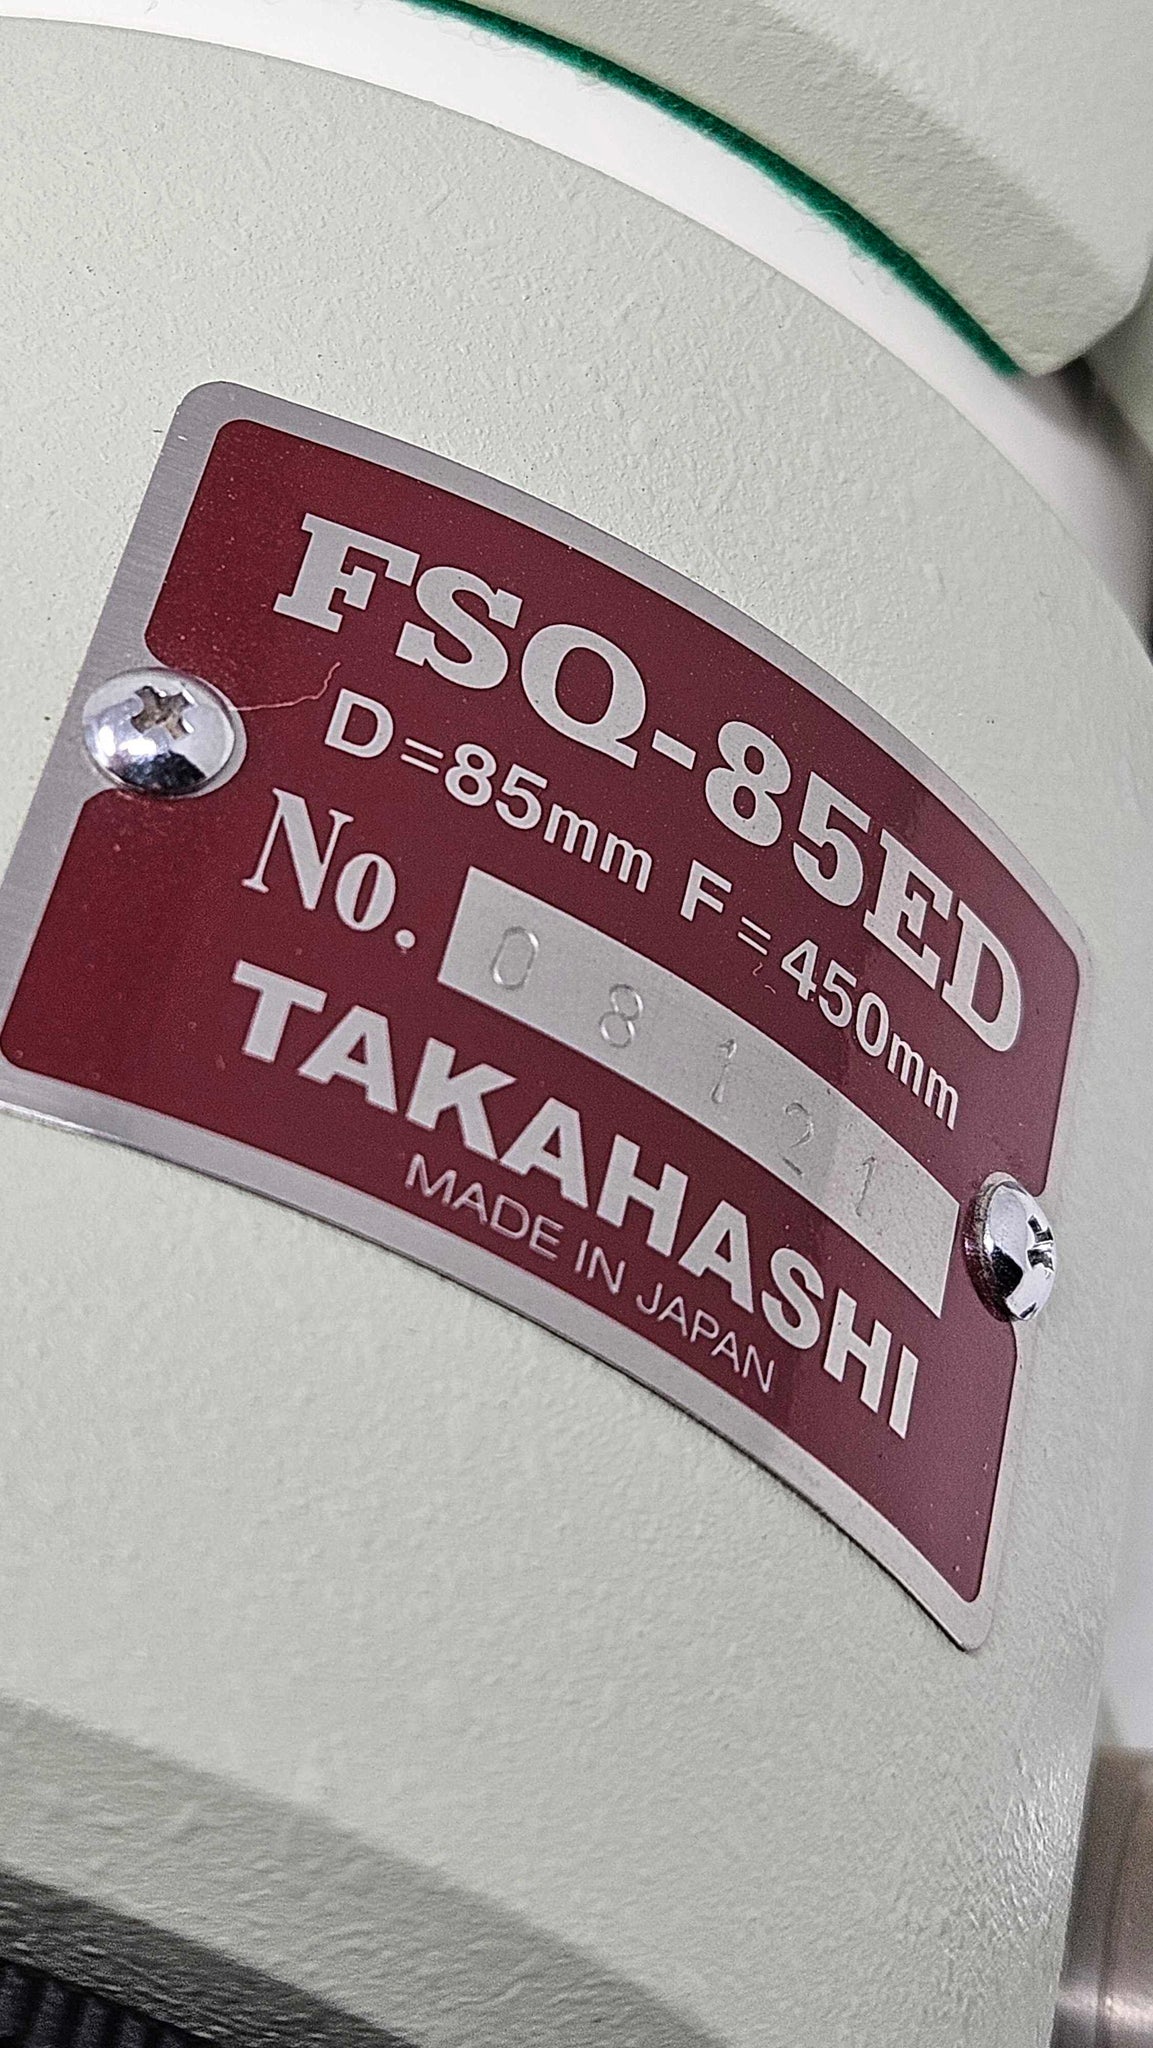 FSQ-85ED
D=85mm F=450mm
No. 08121
TAKAHASHI
MADE IN JAPAN